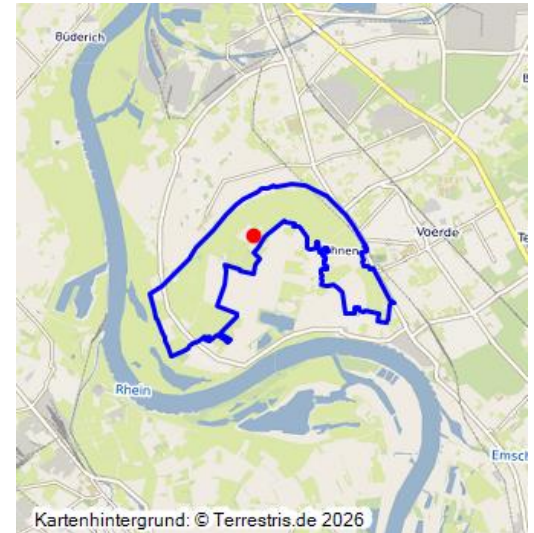 Büderich
Voerde
Rhein
Emsch
Kartenhintergrund: © Terrestris.de 2026